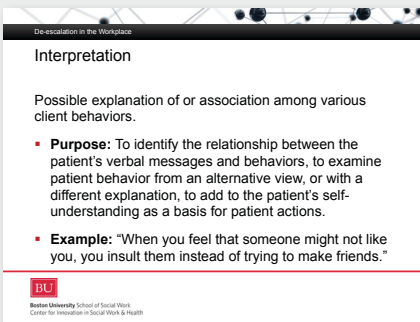 De-escalation in the Workplace
Interpretation
Possible explanation of or association among various
client behaviors.
▪ Purpose: To identify the relationship between the
patient’s verbal messages and behaviors, to examine
patient behavior from an alternative view, or with a
different explanation, to add to the patient’s self-
understanding as a basis for patient actions.
▪ Example: “When you feel that someone might not like
you, you insult them instead of trying to make friends.”
BU
Boston University School of Social Work
Center for Innovation in Social Work & Health